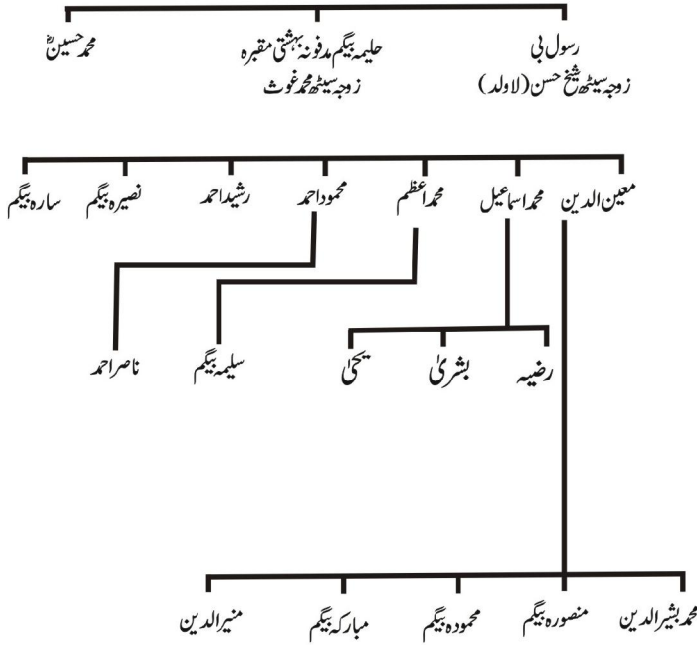 رسول بی
زوجہ سیٹھ شیخ حسن (لاولد)
حلیمہ بیگم مدفونہ بہشتی مقبرہ
زوجہ سیٹھ محمد غوث
محمد حسینؓ
معین الدین محمد اسماعیل محمد اعظم محمود احمد رشید احمد نصیرہ بیگم سارہ بیگم
رضیہ بشریٰ یحیٰ سلیمہ بیگم ناصر احمد
محمد بشیر الدین منصورہ بیگم محمودہ بیگم مبارکہ بیگم منیر الدین